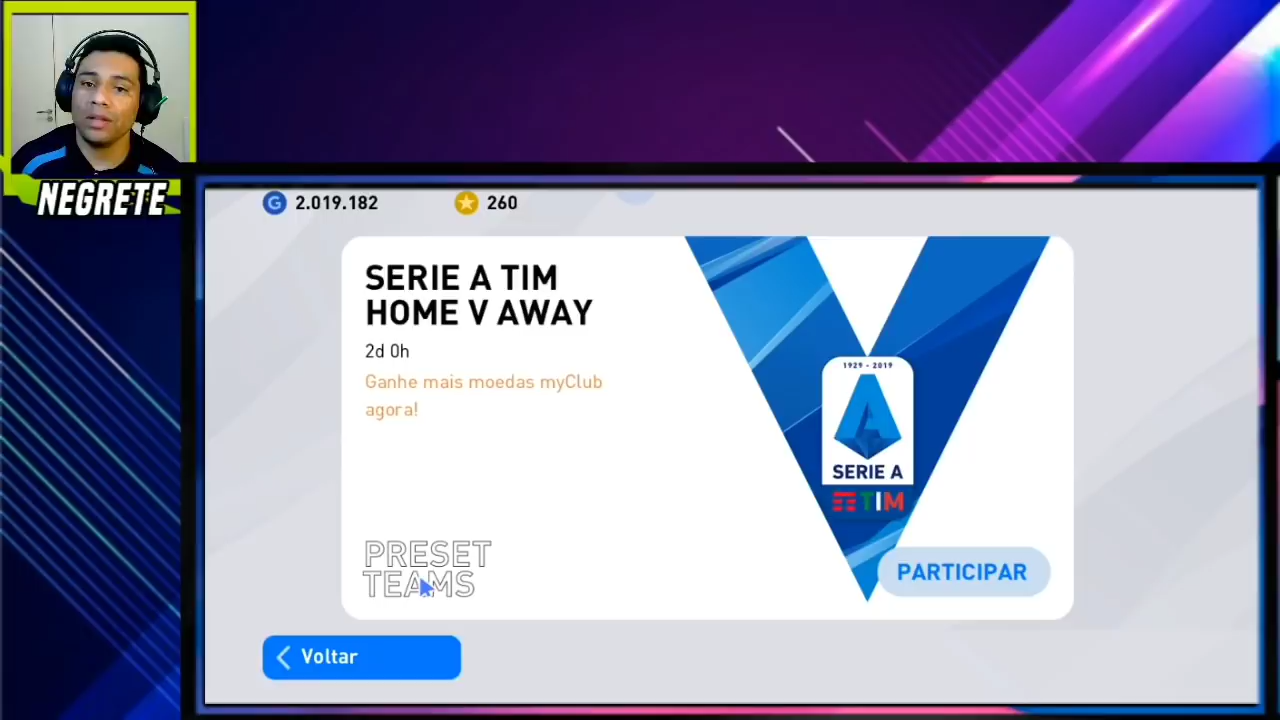 NEGRETE
G 2.019.182
260
SERIE A TIM
HOME V AWAY
2d 0h
Ganhe mais moedas myClub
agora!
1929 - 2019
SERIE A
TIM
PRESET
TEAMS
PARTICIPAR
Voltar